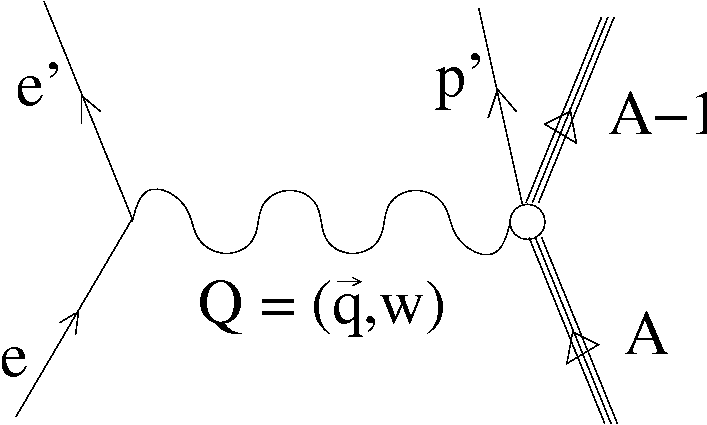 e’
p’
A−1
Q = (q⃗,w)
A
e